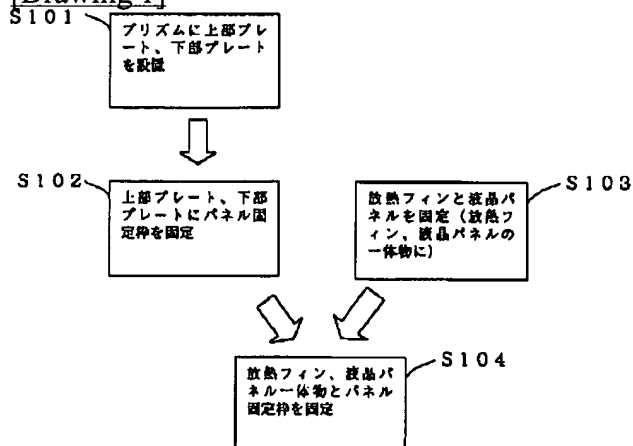 [Drawing 4]
S101
プリズムに上部プレ
ート、下部プレート
を設置
S102
上部プレート、下部
プレートにパネル固
定枠を固定
S103
放熱フィンと液晶パ
ネルを固定（放熱フ
ィン、液晶パネルの
一体物に）
S104
放熱フィン、液晶パ
ネル一体物とパネル
固定枠を固定